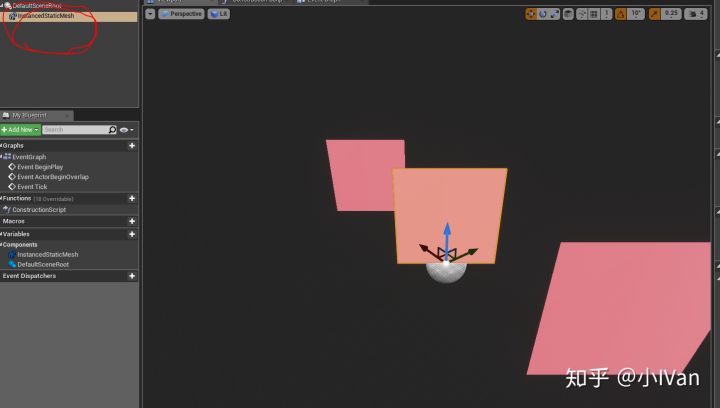 DefaultSceneRoot
InstancedStaticMesh
Perspective
Lit
1
10°
0.25
4
My Blueprint
+Add New
Search
Graphs
EventGraph
Event BeginPlay
Event ActorBeginOverlap
Event Tick
Functions (18 Overridable)
ConstructionScript
Macros
Variables
Components
InstancedStaticMesh
DefaultSceneRoot
Event Dispatchers
知乎 @小IVan